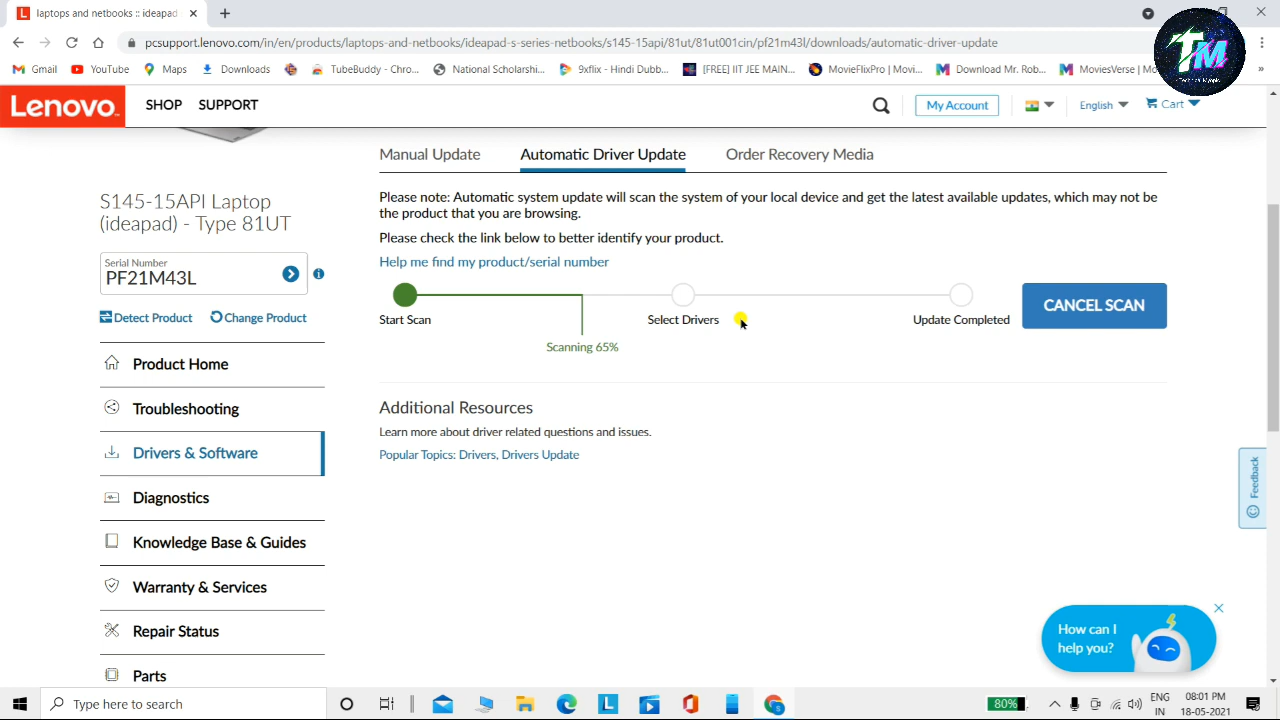 laptops and netbooks :: ideapad
pcsupport.lenovo.com/in/en/products/laptops-and-netbooks/ideapad-s-series-netbooks/s145-15api/81ut/81ut001cin/pf21m43l/downloads/automatic-driver-update
Gmail YouTube Maps Downloads TubeBuddy - Chro... National Scholarshi... 9xflix - Hindi Dubb... [FREE] IIT JEE MAIN... MovieFlixPro | Movi... Download Mr. Rob... MoviesVerse | Mo
TM
- Technical Myopic
Lenovo SHOP SUPPORT My Account English Cart
Manual Update Automatic Driver Update Order Recovery Media
Please note: Automatic system update will scan the system of your local device and get the latest available updates, which may not be
the product that you are browsing.
Please check the link below to better identify your product.
Help me find my product/serial number
S145-15API Laptop
(ideapad) - Type 81UT
Serial Number
PF21M43L
Detect Product Change Product
Start Scan Select Drivers Update Completed
CANCEL SCAN
Scanning 65%
Additional Resources
Learn more about driver related questions and issues.
Popular Topics: Drivers, Drivers Update
Product Home
Troubleshooting
Drivers & Software
Diagnostics
Knowledge Base & Guides
Warranty & Services
Repair Status
Parts
Feedback
How can I
help you?
Type here to search
80%
ENG
IN
08:01 PM
18-05-2021